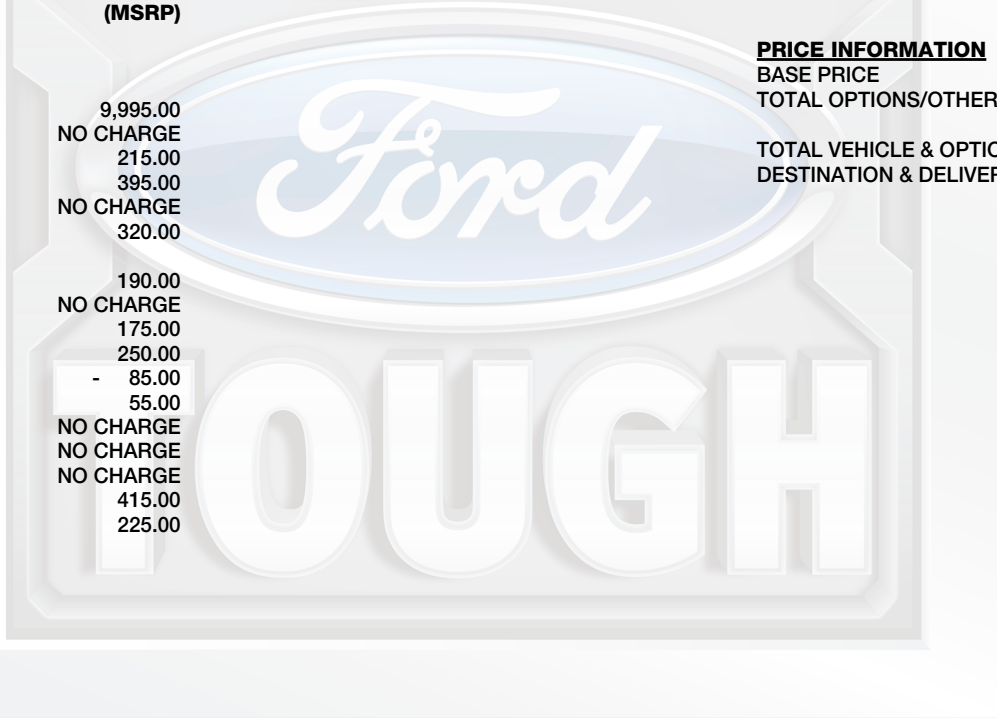 (MSRP)
9,995.00
NO CHARGE
215.00
395.00
NO CHARGE
320.00
190.00
NO CHARGE
175.00
250.00
- 85.00
55.00
NO CHARGE
NO CHARGE
NO CHARGE
415.00
225.00
PRICE INFORMATION
BASE PRICE
TOTAL OPTIONS/OTHER
TOTAL VEHICLE & OPTIO
DESTINATION & DELIVER
Ford
TOUGH